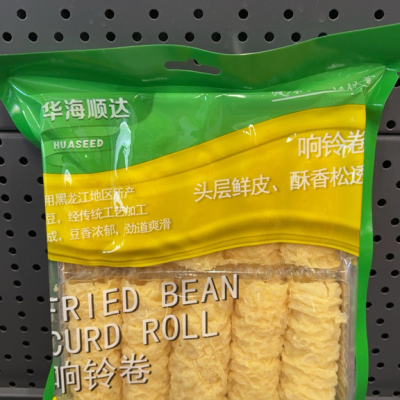 华海顺达
HUASEED
响铃卷
头层鲜皮、酥香松透
用黑龙江地区所产
豆，经传统工艺加工
成，豆香浓郁、劲道爽滑
FRIED BEAN
CURD ROLL
响铃卷